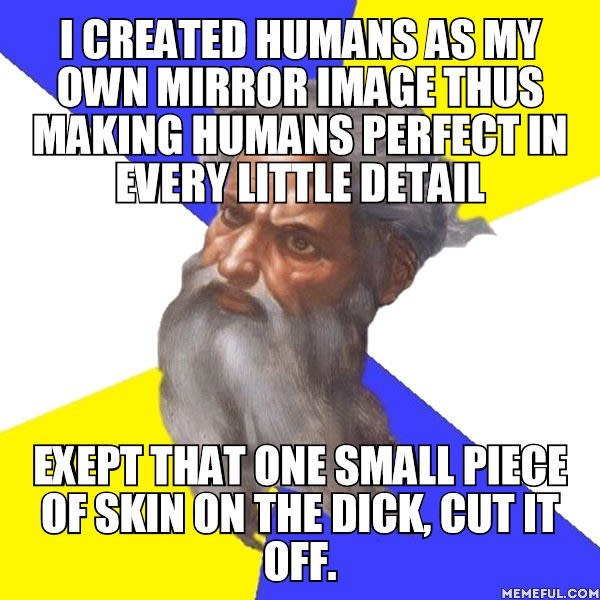 I CREATED HUMANS AS MY
OWN MIRROR IMAGE THUS
MAKING HUMANS PERFECT IN
EVERY LITTLE DETAIL
EXEPT THAT ONE SMALL PIECE
OF SKIN ON THE DICK, CUT IT
OFF.
MEMEFUL.COM